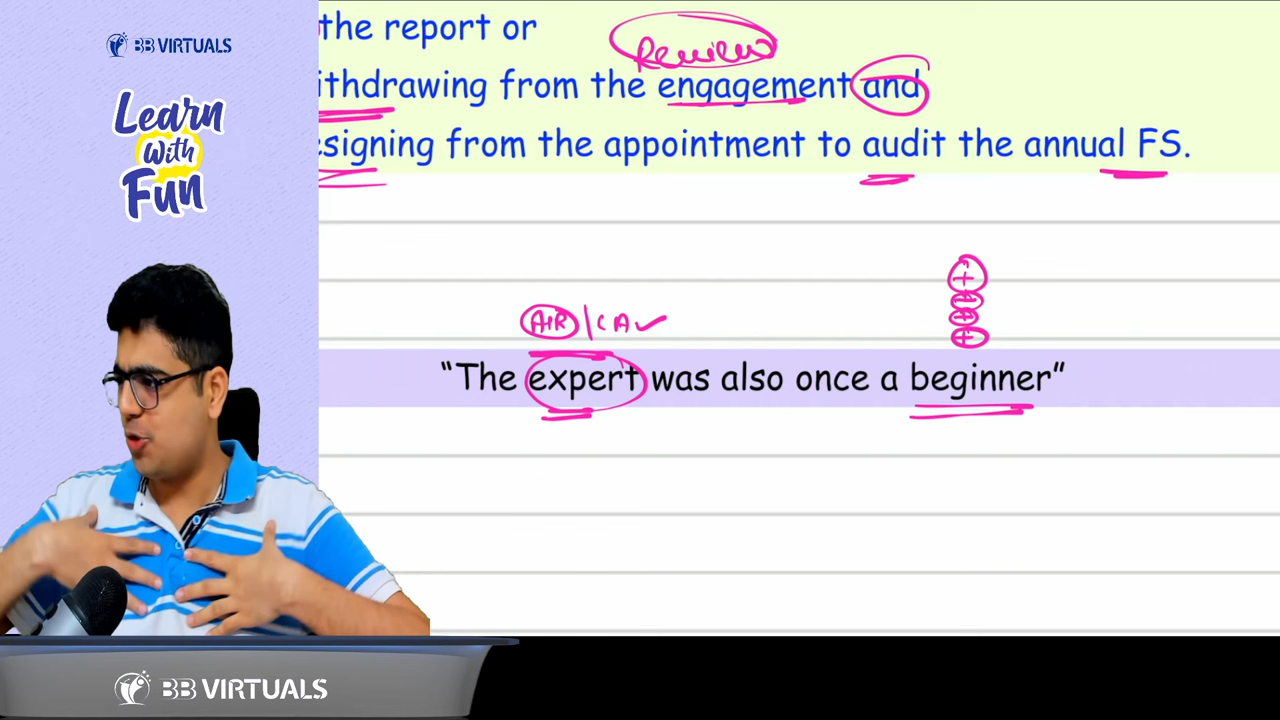 BB VIRTUALS
Learn
With
Fun
the report or
Review
ithdrawing from the engagement and
esigning from the appointment to audit the annual FS.
AIR | CA
“The expert was also once a beginner”
BB VIRTUALS